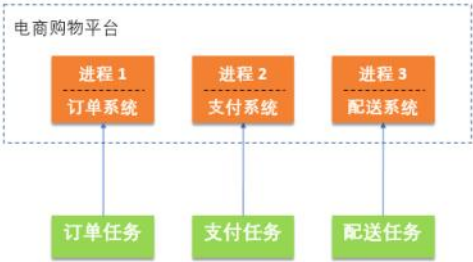 电商购物平台
进程 1
进程 2
进程 3
订单系统
支付系统
配送系统
订单任务
支付任务
配送任务